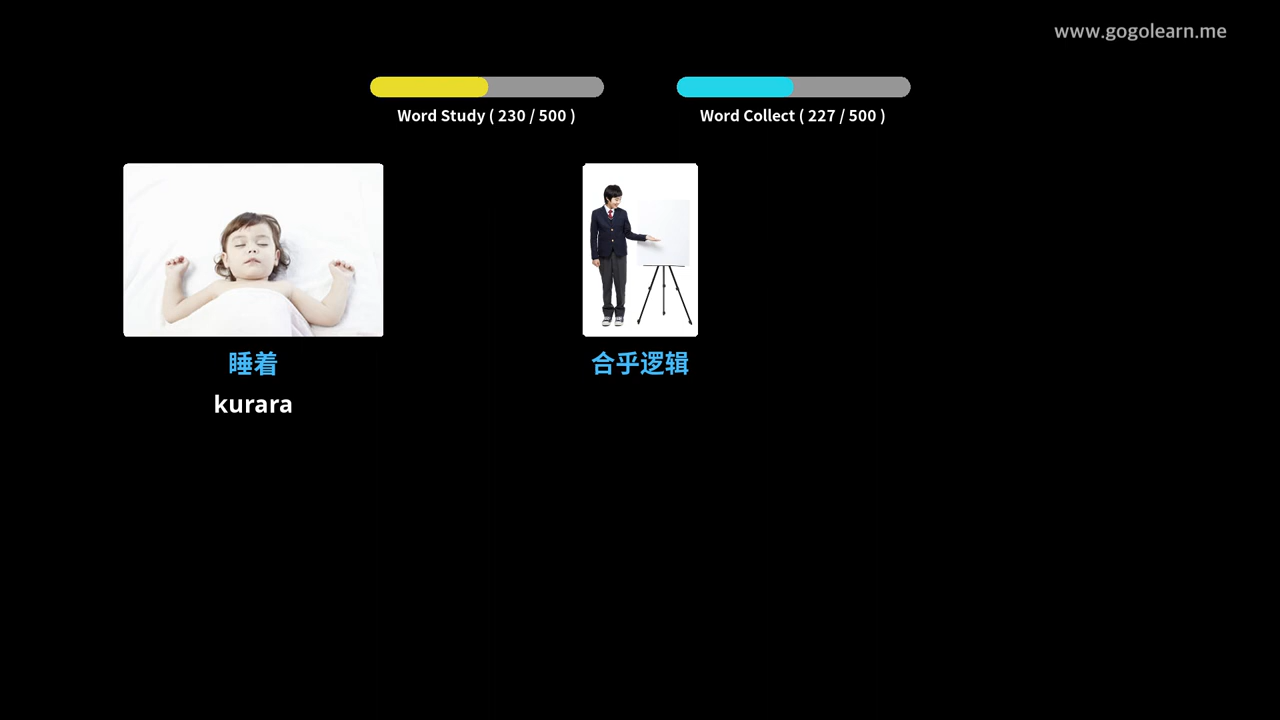 www.gogolearn.me
Word Study ( 230 / 500 )
Word Collect ( 227 / 500 )
睡着
合乎逻辑
kurara